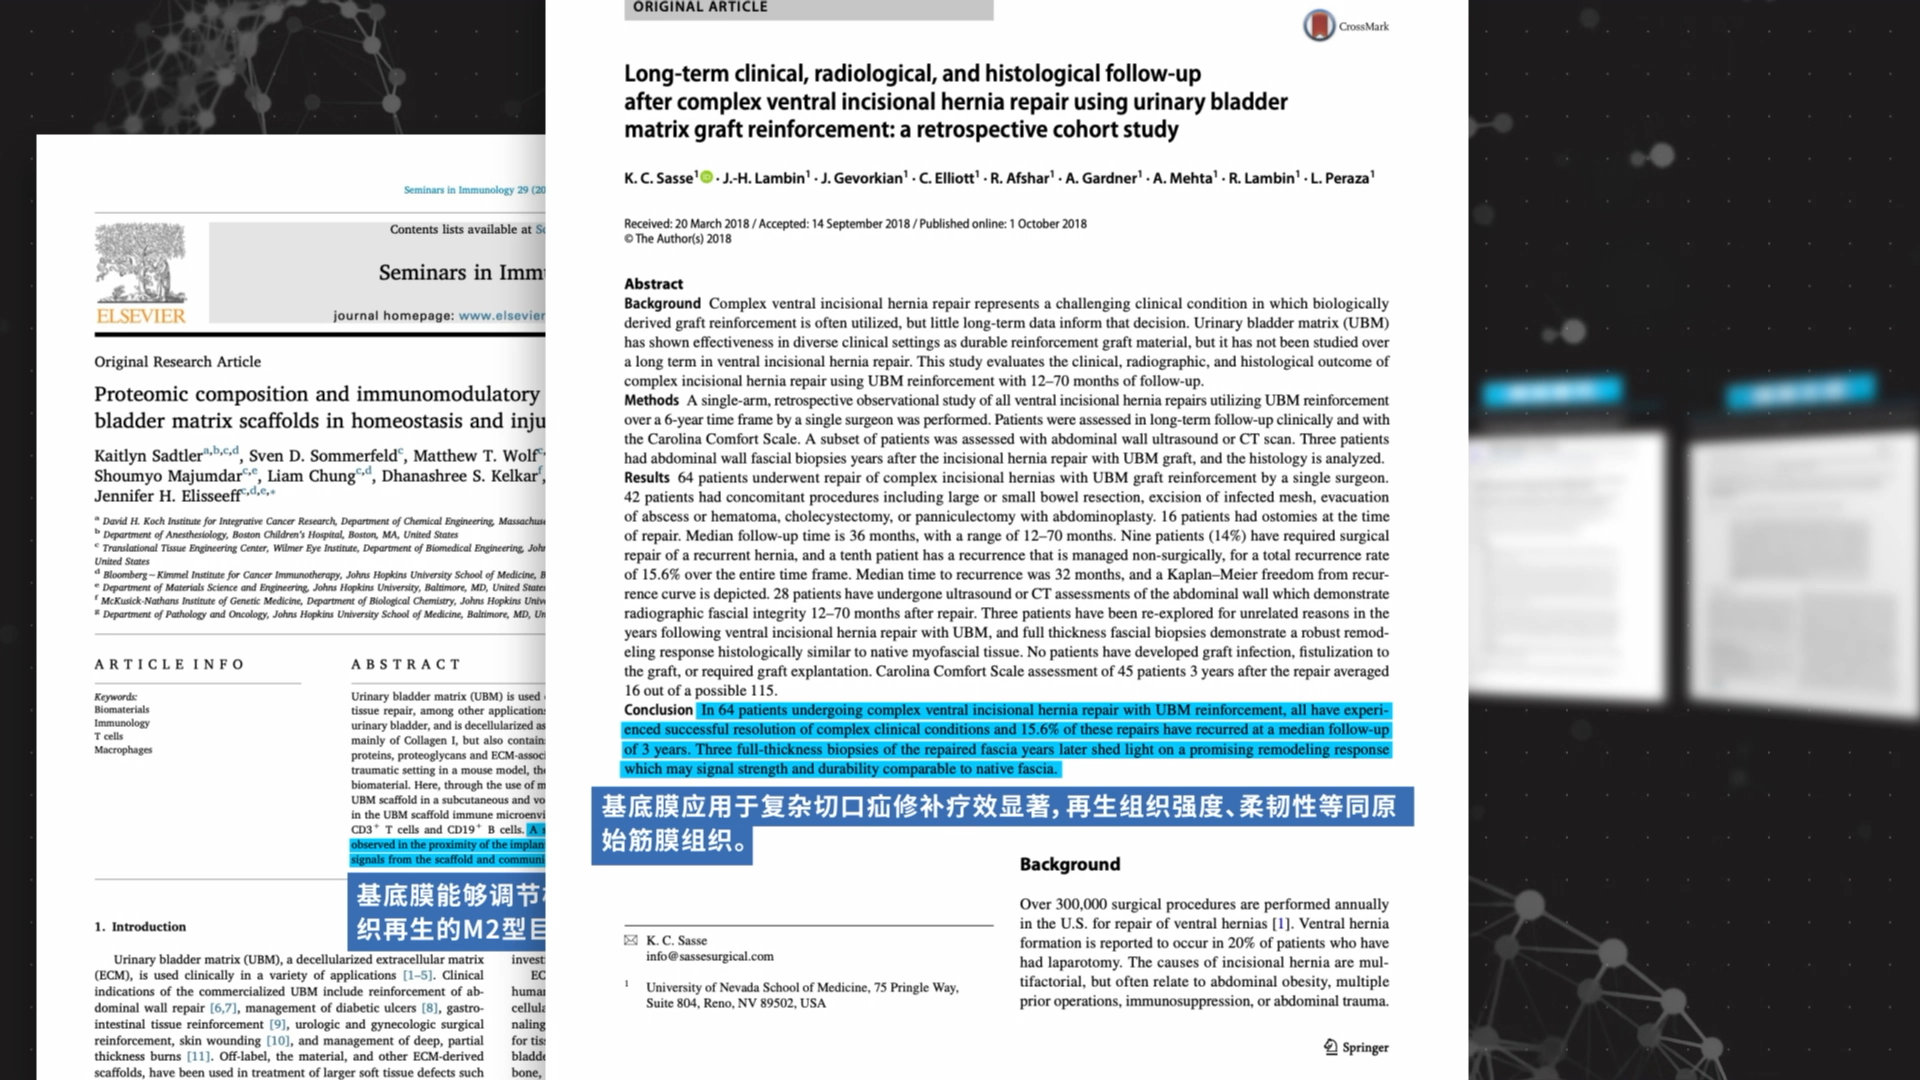 Seminars in Immunology 29 (20
Contents lists available at
Seminars in Imm
journal homepage: www.elsevier
ELSEVIER
Original Research Article
Proteomic composition and immunomodulatory
bladder matrix scaffolds in homeostasis and inju
Kaitlyn Sadtler a,b,c,d, Sven D. Sommerfeld c, Matthew T. Wolf c,
Shoumyo Majumdar c,e, Liam Chung c,d, Dhanashree S. Kelkar f,
Jennifer H. Elisseeff c,d,e,*
a David H. Koch Institute for Integrative Cancer Research, Department of Chemical Engineering, Massachuse
b Department of Anesthesiology, Boston Children's Hospital, Boston, MA, United States
c Translational Tissue Engineering Center, Wilmer Eye Institute, Department of Biomedical Engineering, John
United States
d Bloomberg–Kimmel Institute for Cancer Immunotherapy, Johns Hopkins University School of Medicine, B
e Department of Materials Science and Engineering, Johns Hopkins University, Baltimore, MD, United States
f McKusick-Nathans Institute of Genetic Medicine, Department of Biological Chemistry, Johns Hopkins Univ
g Department of Pathology and Oncology, Johns Hopkins University School of Medicine, Baltimore, MD, Un
ARTICLE INFO
Keywords:
Biomaterials
Immunology
T cells
Macrophages
ABSTRACT
Urinary bladder matrix (UBM) is used
tissue repair, among other applications
urinary bladder, and is decellularized as
mainly of Collagen I, but also contain
proteins, proteoglycans and ECM-assoc
traumatic setting in a mouse model, the
biomaterial. Here, through the use of m
UBM scaffold in a subcutaneous and vo
in the UBM scaffold immune microenvi
CD3+ T cells and CD19+ B cells. A
observed in the proximity of the implan
signals from the scaffold and communi
基底膜能够调节
织再生的M2型巨
1. Introduction
Urinary bladder matrix (UBM), a decellularized extracellular matrix
(ECM), is used clinically in a variety of applications [1–5]. Clinical
indications of the commercialized UBM include reinforcement of ab-
dominal wall repair [6,7], management of diabetic ulcers [8], gastro-
intestinal tissue reinforcement [9], urologic and gynecologic surgical
reinforcement, skin wounding [10], and management of deep, partial
thickness burns [11]. Off-label, the material, and other ECM-derived
scaffolds, have been used in treatment of larger soft tissue defects such
invest
EC
human
cellula
naling
for tis
bladde
bone,
ORIGINAL ARTICLE
CrossMark
Long-term clinical, radiological, and histological follow-up
after complex ventral incisional hernia repair using urinary bladder
matrix graft reinforcement: a retrospective cohort study
K. C. Sasse1 · J.-H. Lambin1 · J. Gevorkian1 · C. Elliott1 · R. Afshar1 · A. Gardner1 · A. Mehta1 · R. Lambin1 · L. Peraza1
Received: 20 March 2018 / Accepted: 14 September 2018 / Published online: 1 October 2018
© The Author(s) 2018
Abstract
Background Complex ventral incisional hernia repair represents a challenging clinical condition in which biologically
derived graft reinforcement is often utilized, but little long-term data inform that decision. Urinary bladder matrix (UBM)
has shown effectiveness in diverse clinical settings as durable reinforcement graft material, but it has not been studied over
a long term in ventral incisional hernia repair. This study evaluates the clinical, radiographic, and histological outcome of
complex incisional hernia repair using UBM reinforcement with 12–70 months of follow-up.
Methods A single-arm, retrospective observational study of all ventral incisional hernia repairs utilizing UBM reinforcement
over a 6-year time frame by a single surgeon was performed. Patients were assessed in long-term follow-up clinically and with
the Carolina Comfort Scale. A subset of patients was assessed with abdominal wall ultrasound or CT scan. Three patients
had abdominal wall fascial biopsies years after the incisional hernia repair with UBM graft, and the histology is analyzed.
Results 64 patients underwent repair of complex incisional hernias with UBM graft reinforcement by a single surgeon.
42 patients had concomitant procedures including large or small bowel resection, excision of infected mesh, evacuation
of abscess or hematoma, cholecystectomy, or panniculectomy with abdominoplasty. 16 patients had ostomies at the time
of repair. Median follow-up time is 36 months, with a range of 12–70 months. Nine patients (14%) have required surgical
repair of a recurrent hernia, and a tenth patient has a recurrence that is managed non-surgically, for a total recurrence rate
of 15.6% over the entire time frame. Median time to recurrence was 32 months, and a Kaplan–Meier freedom from recur-
rence curve is depicted. 28 patients have undergone ultrasound or CT assessments of the abdominal wall which demonstrate
radiographic fascial integrity 12–70 months after repair. Three patients have been re-explored for unrelated reasons in the
years following ventral incisional hernia repair with UBM, and full thickness fascial biopsies demonstrate a robust remod-
eling response histologically similar to native myofascial tissue. No patients have developed graft infection, fistulization to
the graft, or required graft explantation. Carolina Comfort Scale assessment of 45 patients 3 years after the repair averaged
16 out of a possible 115.
Conclusion In 64 patients undergoing complex ventral incisional hernia repair with UBM reinforcement, all have experi-
enced successful resolution of complex clinical conditions and 15.6% of these repairs have recurred at a median follow-up
of 3 years. Three full-thickness biopsies of the repaired fascia years later shed light on a promising remodeling response
which may signal strength and durability comparable to native fascia.
基底膜应用于复杂切口疝修补疗效显著,再生组织强度、柔韧性等同原
始筋膜组织。
K. C. Sasse
info@sassesurgical.com
1 University of Nevada School of Medicine, 75 Pringle Way,
Suite 804, Reno, NV 89502, USA
Background
Over 300,000 surgical procedures are performed annually
in the U.S. for repair of ventral hernias [1]. Ventral hernia
formation is reported to occur in 20% of patients who have
had laparotomy. The causes of incisional hernia are mul-
tifactorial, but often relate to abdominal obesity, multiple
prior operations, immunosuppression, or abdominal trauma.
Springer